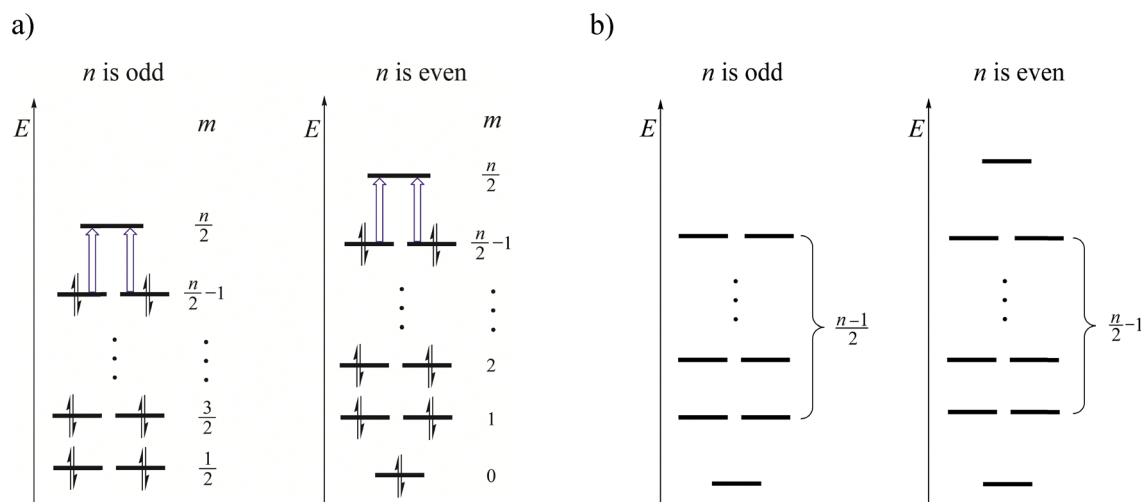 a)
n is odd
E
m
n/2
n/2 −1
3/2
1/2
n is even
E
m
n/2
n/2 −1
2
1
0
b)
n is odd
E
n−1/2
n is even
E
n/2 −1